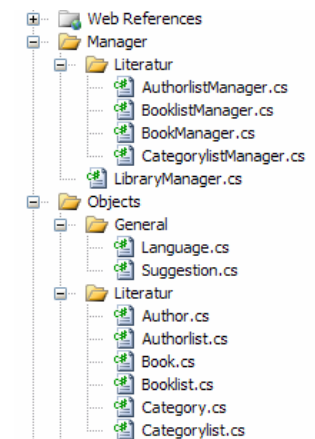 Web References
Manager
Literatur
AuthorlistManager.cs
BooklistManager.cs
BookManager.cs
CategorylistManager.cs
LibraryManager.cs
Objects
General
Language.cs
Suggestion.cs
Literatur
Author.cs
Authorlist.cs
Book.cs
Booklist.cs
Category.cs
Categorylist.cs